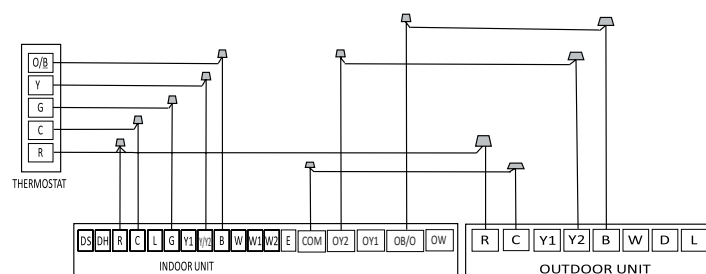 O/B
Y
G
C
R
THERMOSTAT
DS DH R C L G Y1 Y/Y2 B W W1 W2 E COM OY2 OY1 OB/O OW
INDOOR UNIT
R C Y1 Y2 B W D L
OUTDOOR UNIT